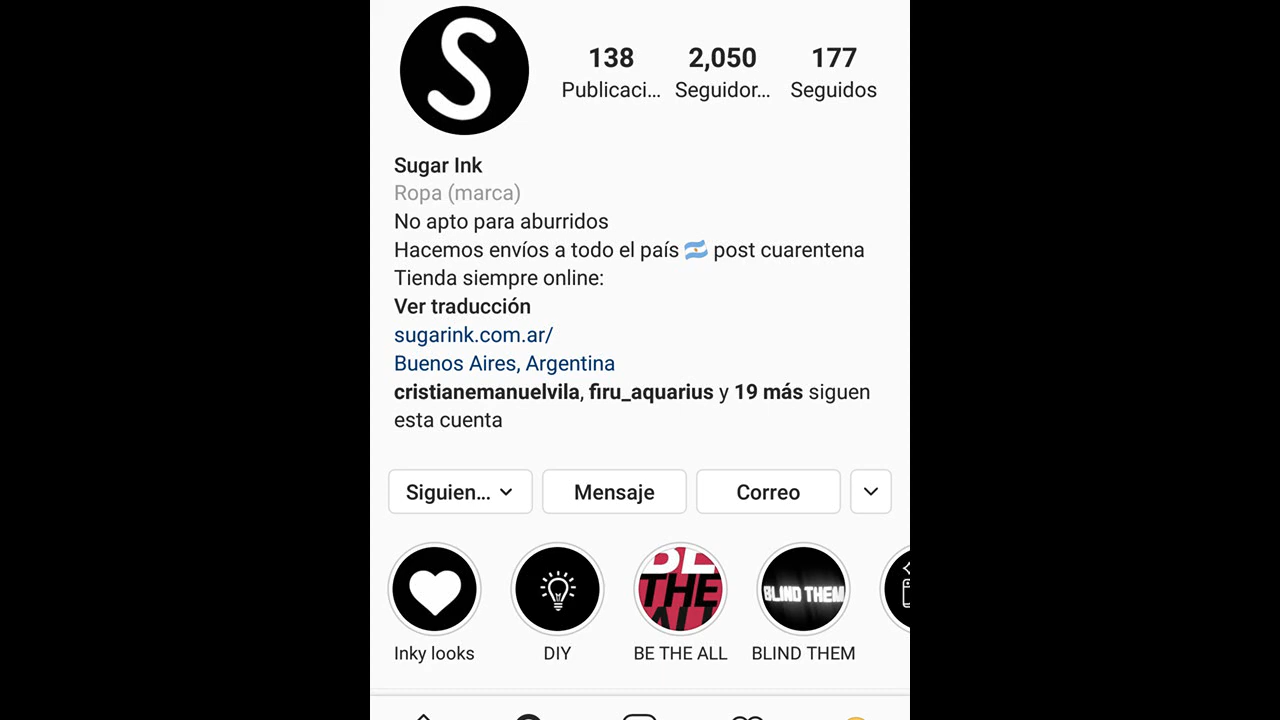 S
138 2,050 177
Publicaci... Seguidor... Seguidos
Sugar Ink
Ropa (marca)
No apto para aburridos
Hacemos envíos a todo el país 🇦🇷 post cuarentena
Tienda siempre online:
Ver traducción
sugarink.com.ar/
Buenos Aires, Argentina
cristianemanuelvila, firu_aquarius y 19 más siguen
esta cuenta
Siguien... Mensaje Correo
BE
THE
ALL
BLIND THEM
Inky looks DIY BE THE ALL BLIND THEM